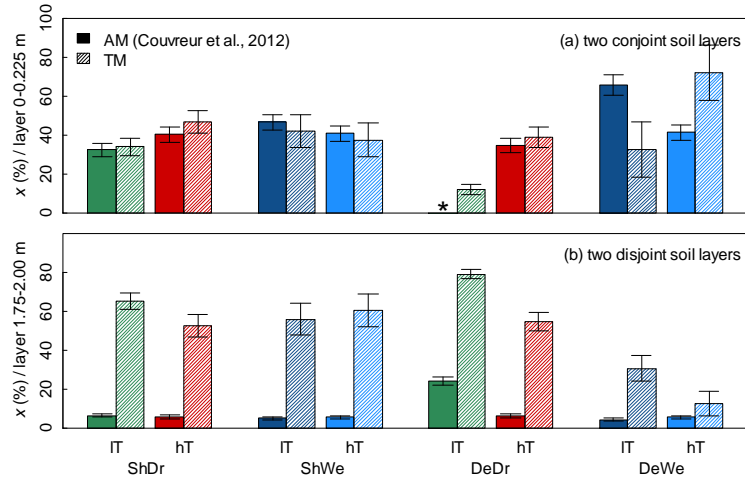 100
80
60
40
20
0
x (%) / layer 0-0.225 m
AM (Couvreur et al., 2012)
TM
(a) two conjoint soil layers
*
80
60
40
20
0
x (%) / layer 1.75-2.00 m
(b) two disjoint soil layers
lT hT lT hT lT hT lT hT
ShDr ShWe DeDr DeWe